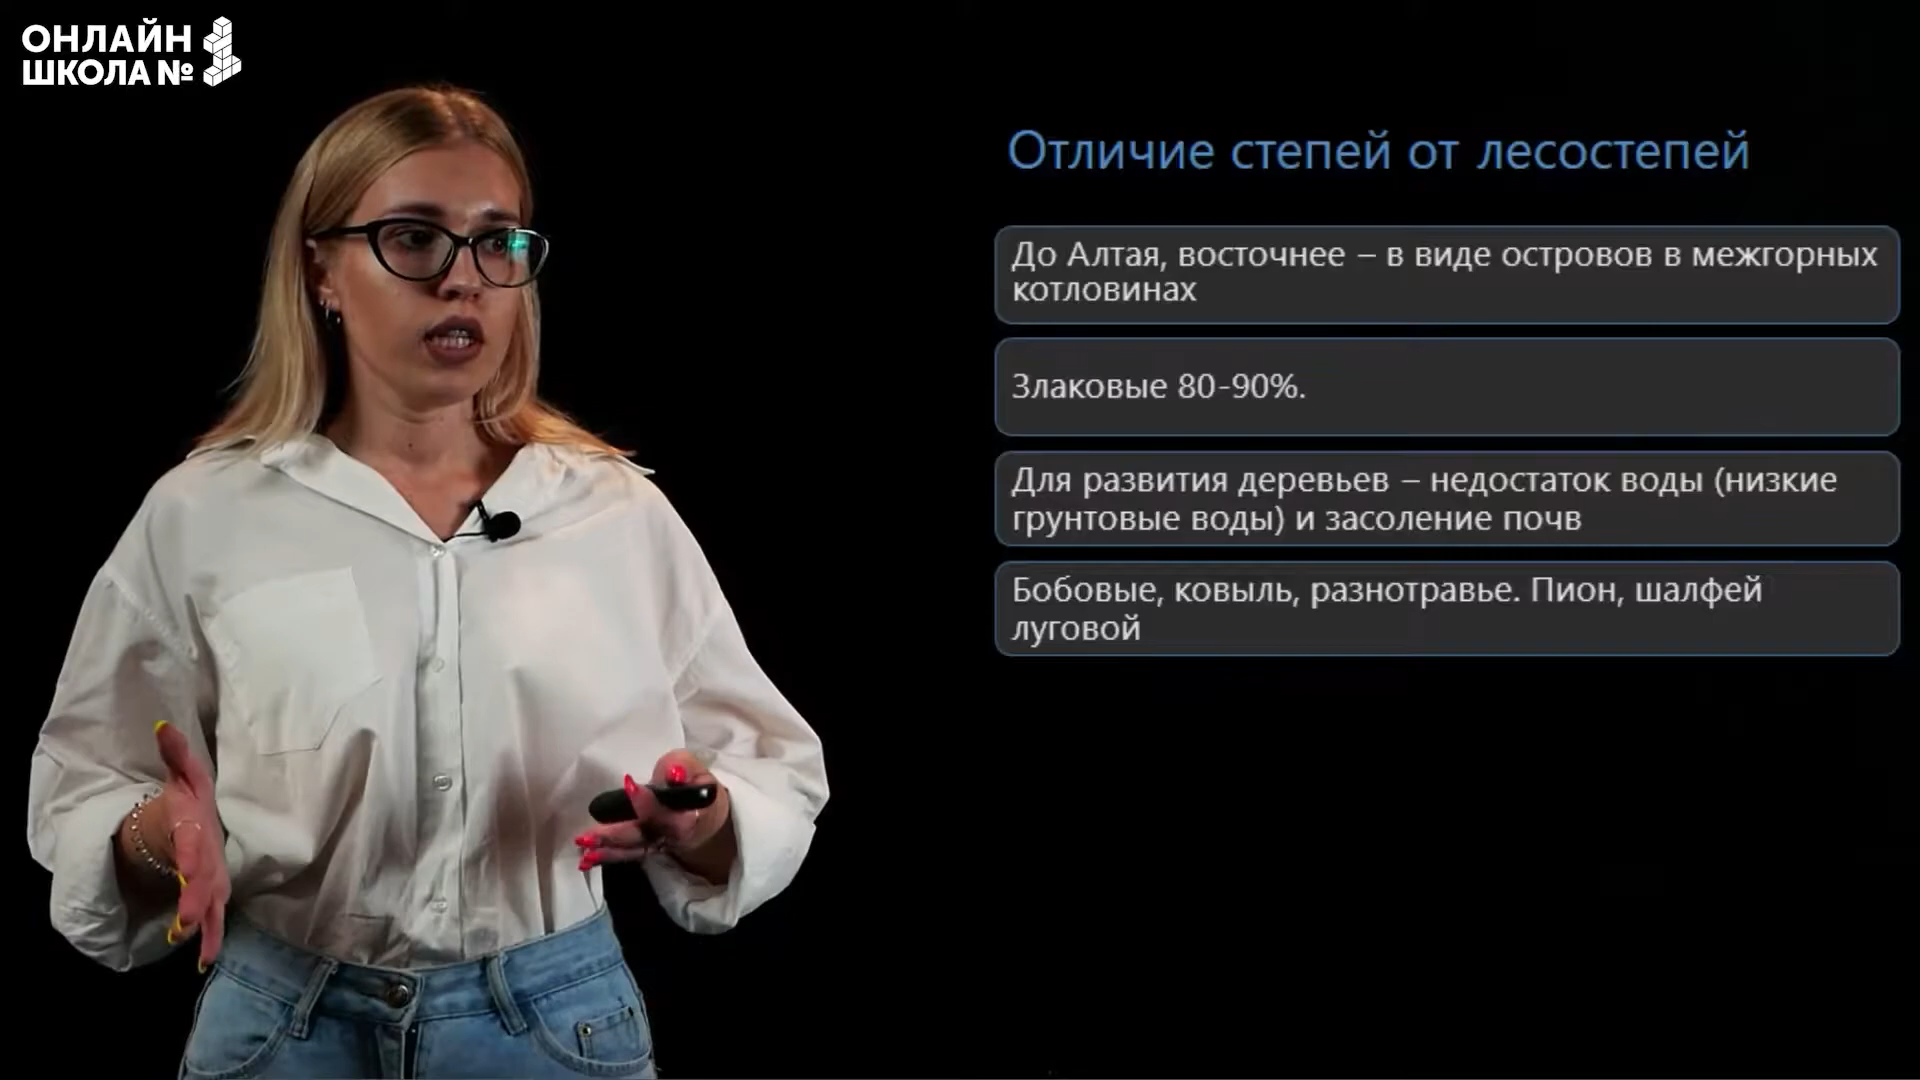 ОНЛАЙН
ШКОЛА №
Отличие степей от лесостепей
До Алтая, восточнее – в виде островов в межгорных
котловинах
Злаковые 80-90%.
Для развития деревьев – недостаток воды (низкие
грунтовые воды) и засоление почв
Бобовые, ковыль, разнотравье. Пион, шалфей
луговой